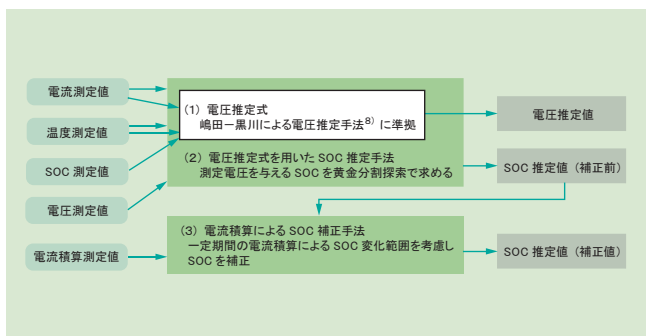 電流測定値
温度測定値
SOC 測定値
電圧測定値
電流積算測定値
(1) 電圧推定式
嶋田－黒川による電圧推定手法8) に準拠
(2) 電圧推定式を用いた SOC 推定手法
測定電圧を与える SOC を黄金分割探索で求める
(3) 電流積算による SOC 補正手法
一定期間の電流積算による SOC 変化範囲を考慮し
SOC を補正
電圧推定値
SOC 推定値（補正前）
SOC 推定値（補正値）